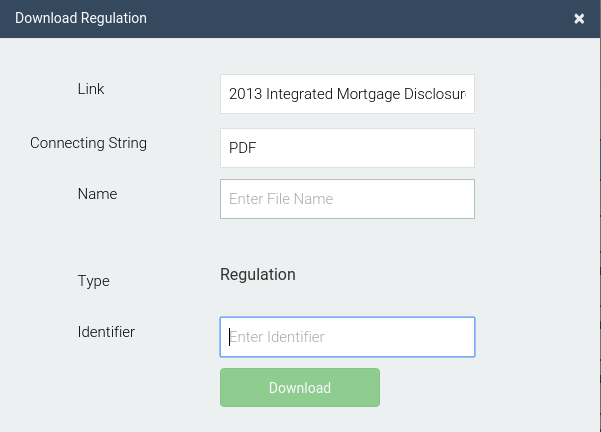 Download Regulation ×
Link 2013 Integrated Mortgage Disclosur
Connecting String PDF
Name Enter File Name
Type Regulation
Identifier Enter Identifier
Download